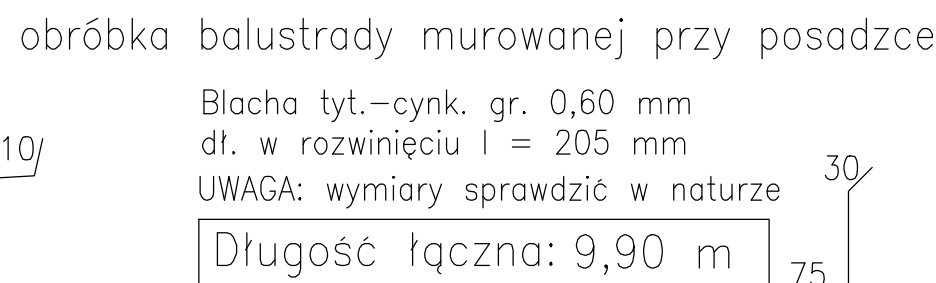 obróbka balustrady murowanej przy posadzce
Blacha tyt.-cynk. gr. 0,60 mm
dł. w rozwinięciu l = 205 mm
10
30
UWAGA: wymiary sprawdzić w naturze
Długość łączna: 9,90 m
75